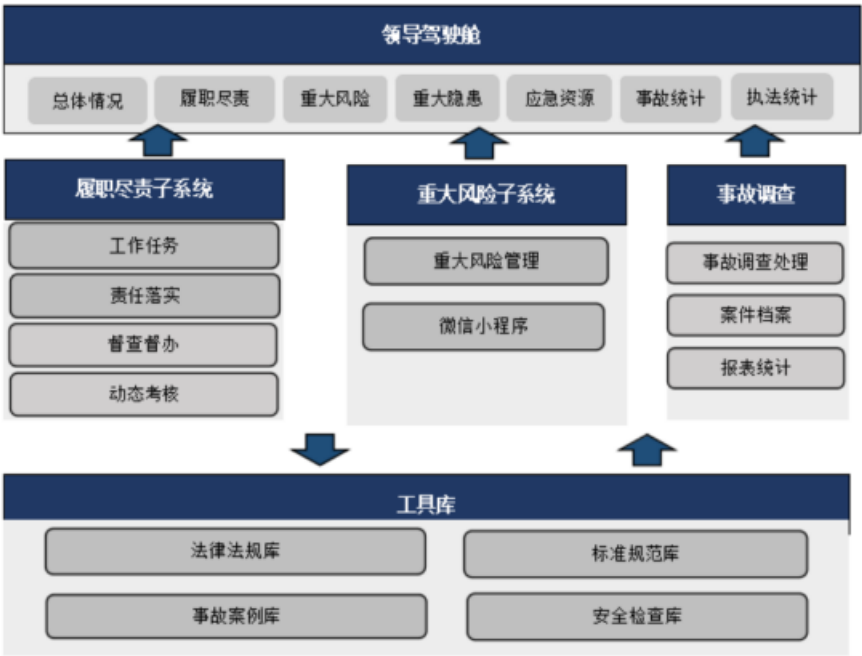 领导驾驶舱
总体情况
履职尽责
重大风险
重大隐患
应急资源
事故统计
执法统计
履职尽责子系统
工作任务
责任落实
督查督办
动态考核
重大风险子系统
重大风险管理
微信小程序
事故调查
事故调查处理
案件档案
报表统计
工具库
法律法规库
标准规范库
事故案例库
安全检查库